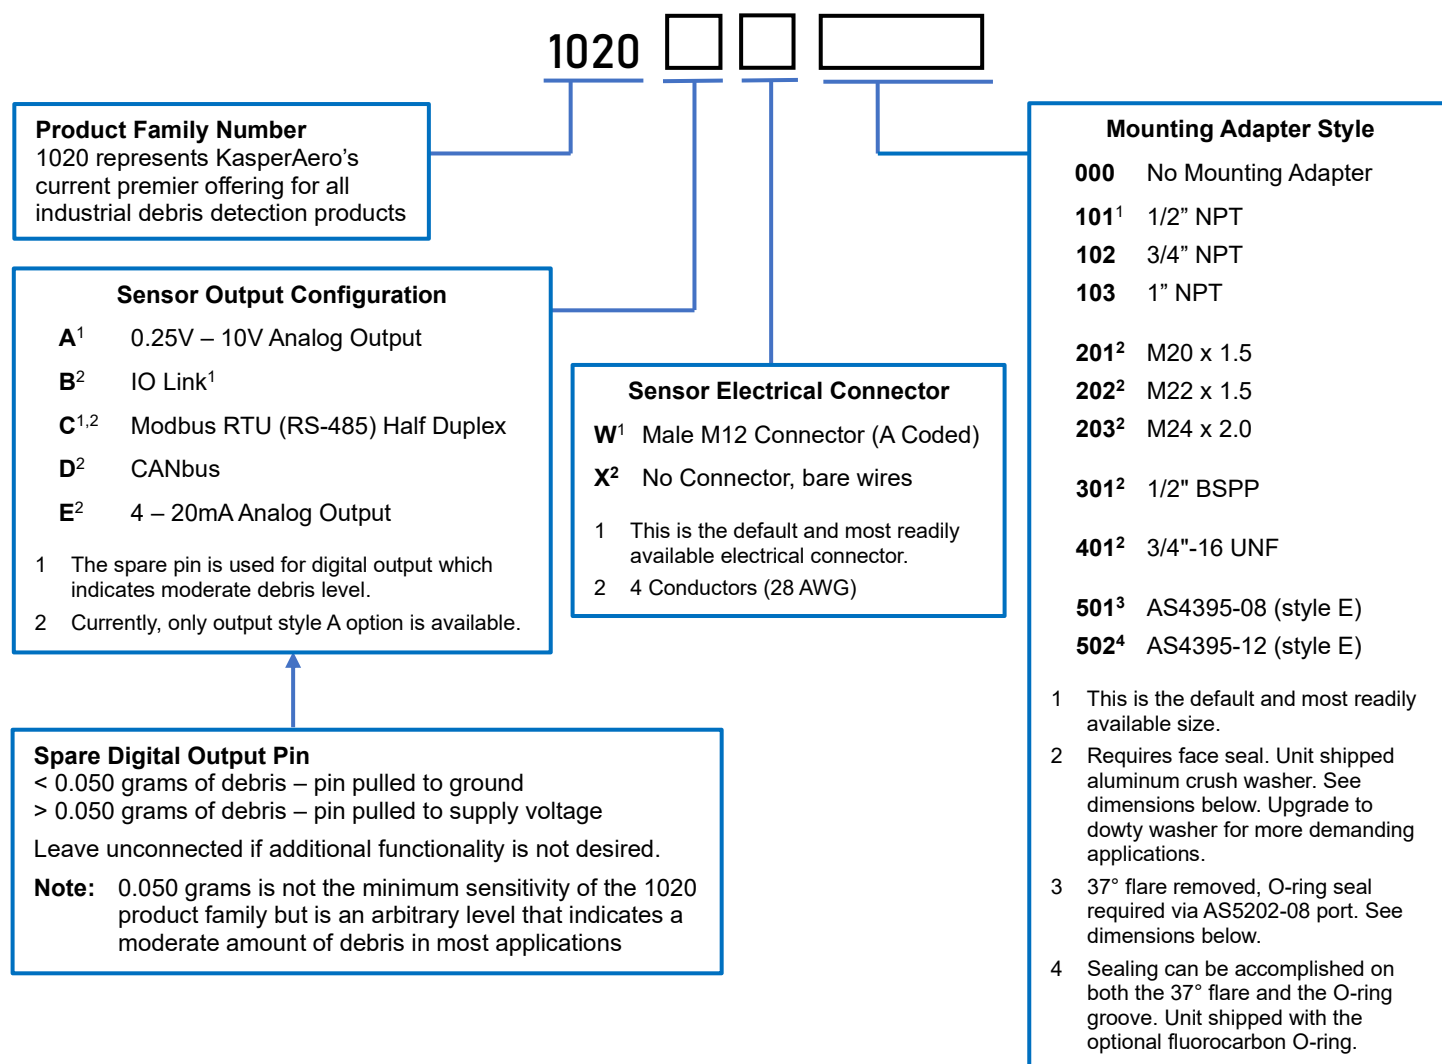 1020
Product Family Number
1020 represents KasperAero’s
current premier offering for all
industrial debris detection products
Sensor Output Configuration
A1 0.25V – 10V Analog Output
B2 IO Link1
C1,2 Modbus RTU (RS-485) Half Duplex
D2 CANbus
E2 4 – 20mA Analog Output
1 The spare pin is used for digital output which
indicates moderate debris level.
2 Currently, only output style A option is available.
Spare Digital Output Pin
< 0.050 grams of debris – pin pulled to ground
> 0.050 grams of debris – pin pulled to supply voltage
Leave unconnected if additional functionality is not desired.
Note: 0.050 grams is not the minimum sensitivity of the 1020
product family but is an arbitrary level that indicates a
moderate amount of debris in most applications
Sensor Electrical Connector
W1 Male M12 Connector (A Coded)
X2 No Connector, bare wires
1 This is the default and most readily
available electrical connector.
2 4 Conductors (28 AWG)
Mounting Adapter Style
000 No Mounting Adapter
1011 1/2” NPT
102 3/4” NPT
103 1” NPT
2012 M20 x 1.5
2022 M22 x 1.5
2032 M24 x 2.0
3012 1/2" BSPP
4012 3/4"-16 UNF
5013 AS4395-08 (style E)
5024 AS4395-12 (style E)
1 This is the default and most readily
available size.
2 Requires face seal. Unit shipped
aluminum crush washer. See
dimensions below. Upgrade to
dowty washer for more demanding
applications.
3 37° flare removed, O-ring seal
required via AS5202-08 port. See
dimensions below.
4 Sealing can be accomplished on
both the 37° flare and the O-ring
groove. Unit shipped with the
optional fluorocarbon O-ring.